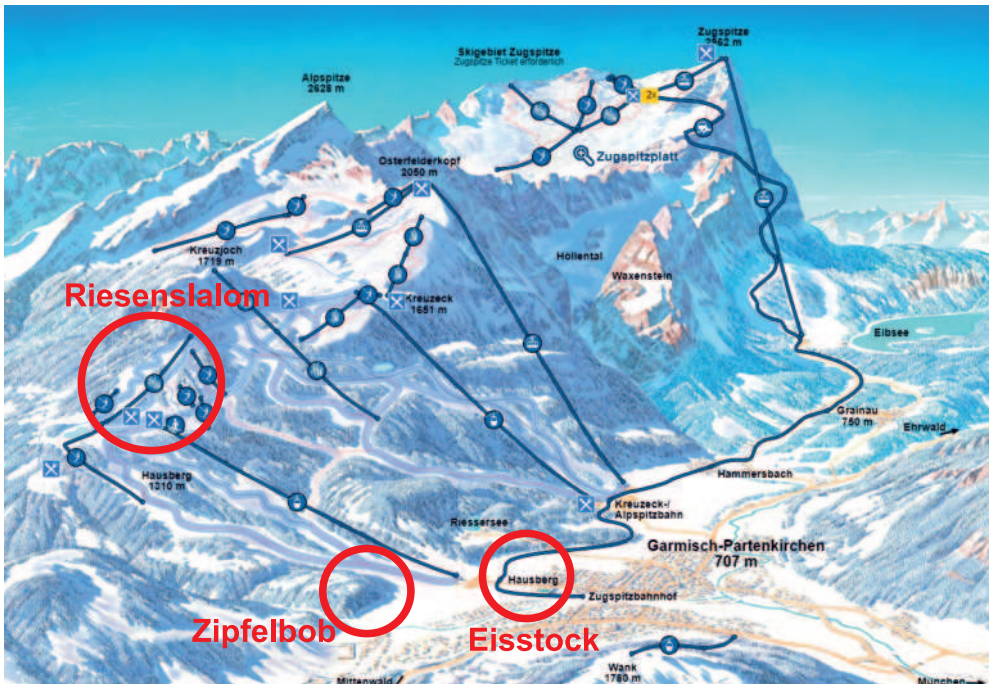 Zugspitze
2962 m
Skigebiet Zugspitze
Zugspitze Ticket erforderlich
Alpspitze
2628 m
2x
Zugspitzplatt
Osterfelderkopf
2050 m
Kreuzjoch
1719 m
Höllental
Waxenstein
Riesenslalom
Kreuzeck
1651 m
Eibsee
Grainau
750 m
Ehrwald
Hammersbach
Hausberg
1310 m
Kreuzeck-/
Alpspitzbahn
Riessersee
Garmisch-Partenkirchen
707 m
Hausberg
Zugspitzbahnhof
Zipfelbob
Eisstock
Wank
1780 m
Mittenwald
München